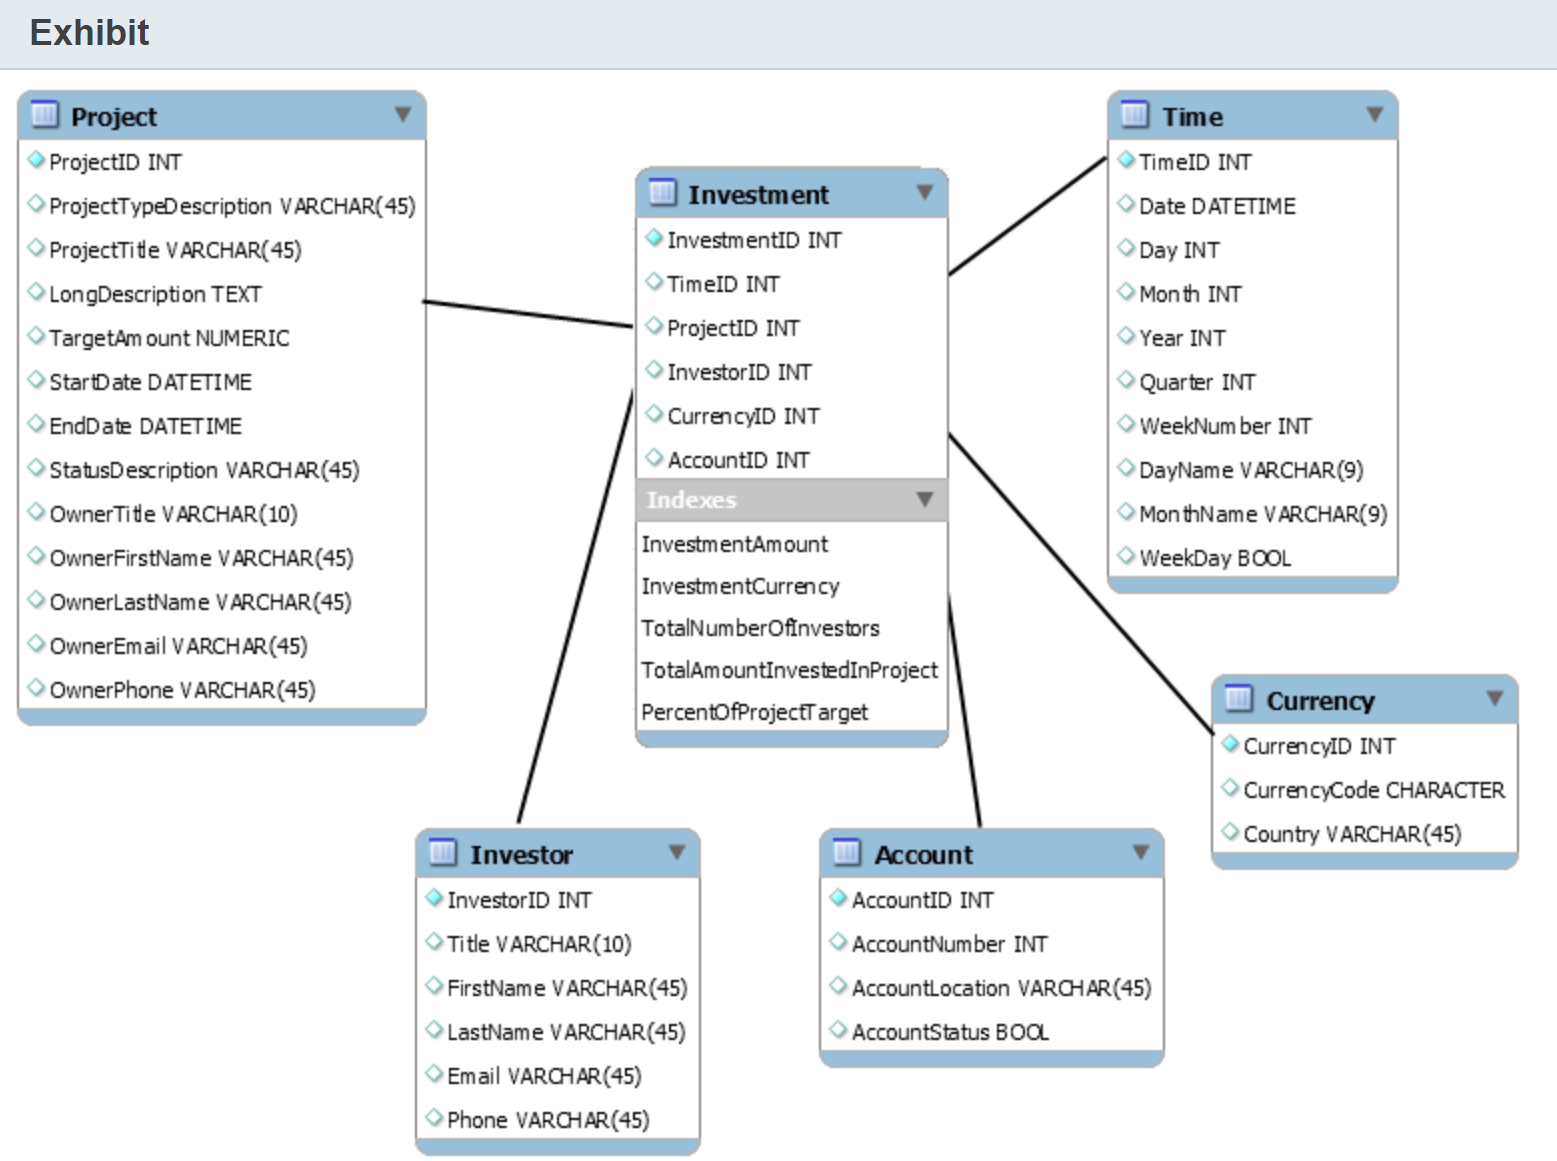 Exhibit
Project
ProjectID INT
ProjectTypeDescription VARCHAR(45)
ProjectTitle VARCHAR(45)
LongDescription TEXT
TargetAmount NUMERIC
StartDate DATETIME
EndDate DATETIME
StatusDescription VARCHAR(45)
OwnerTitle VARCHAR(10)
OwnerFirstName VARCHAR(45)
OwnerLastName VARCHAR(45)
OwnerEmail VARCHAR(45)
OwnerPhone VARCHAR(45)
Investment
InvestmentID INT
TimeID INT
ProjectID INT
InvestorID INT
CurrencyID INT
AccountID INT
Indexes
InvestmentAmount
InvestmentCurrency
TotalNumberOfInvestors
TotalAmountInvestedInProject
PercentOfProjectTarget
Time
TimeID INT
Date DATETIME
Day INT
Month INT
Year INT
Quarter INT
WeekNumber INT
DayName VARCHAR(9)
MonthName VARCHAR(9)
WeekDay BOOL
Currency
CurrencyID INT
CurrencyCode CHARACTER
Country VARCHAR(45)
Investor
InvestorID INT
Title VARCHAR(10)
FirstName VARCHAR(45)
LastName VARCHAR(45)
Email VARCHAR(45)
Phone VARCHAR(45)
Account
AccountID INT
AccountNumber INT
AccountLocation VARCHAR(45)
AccountStatus BOOL